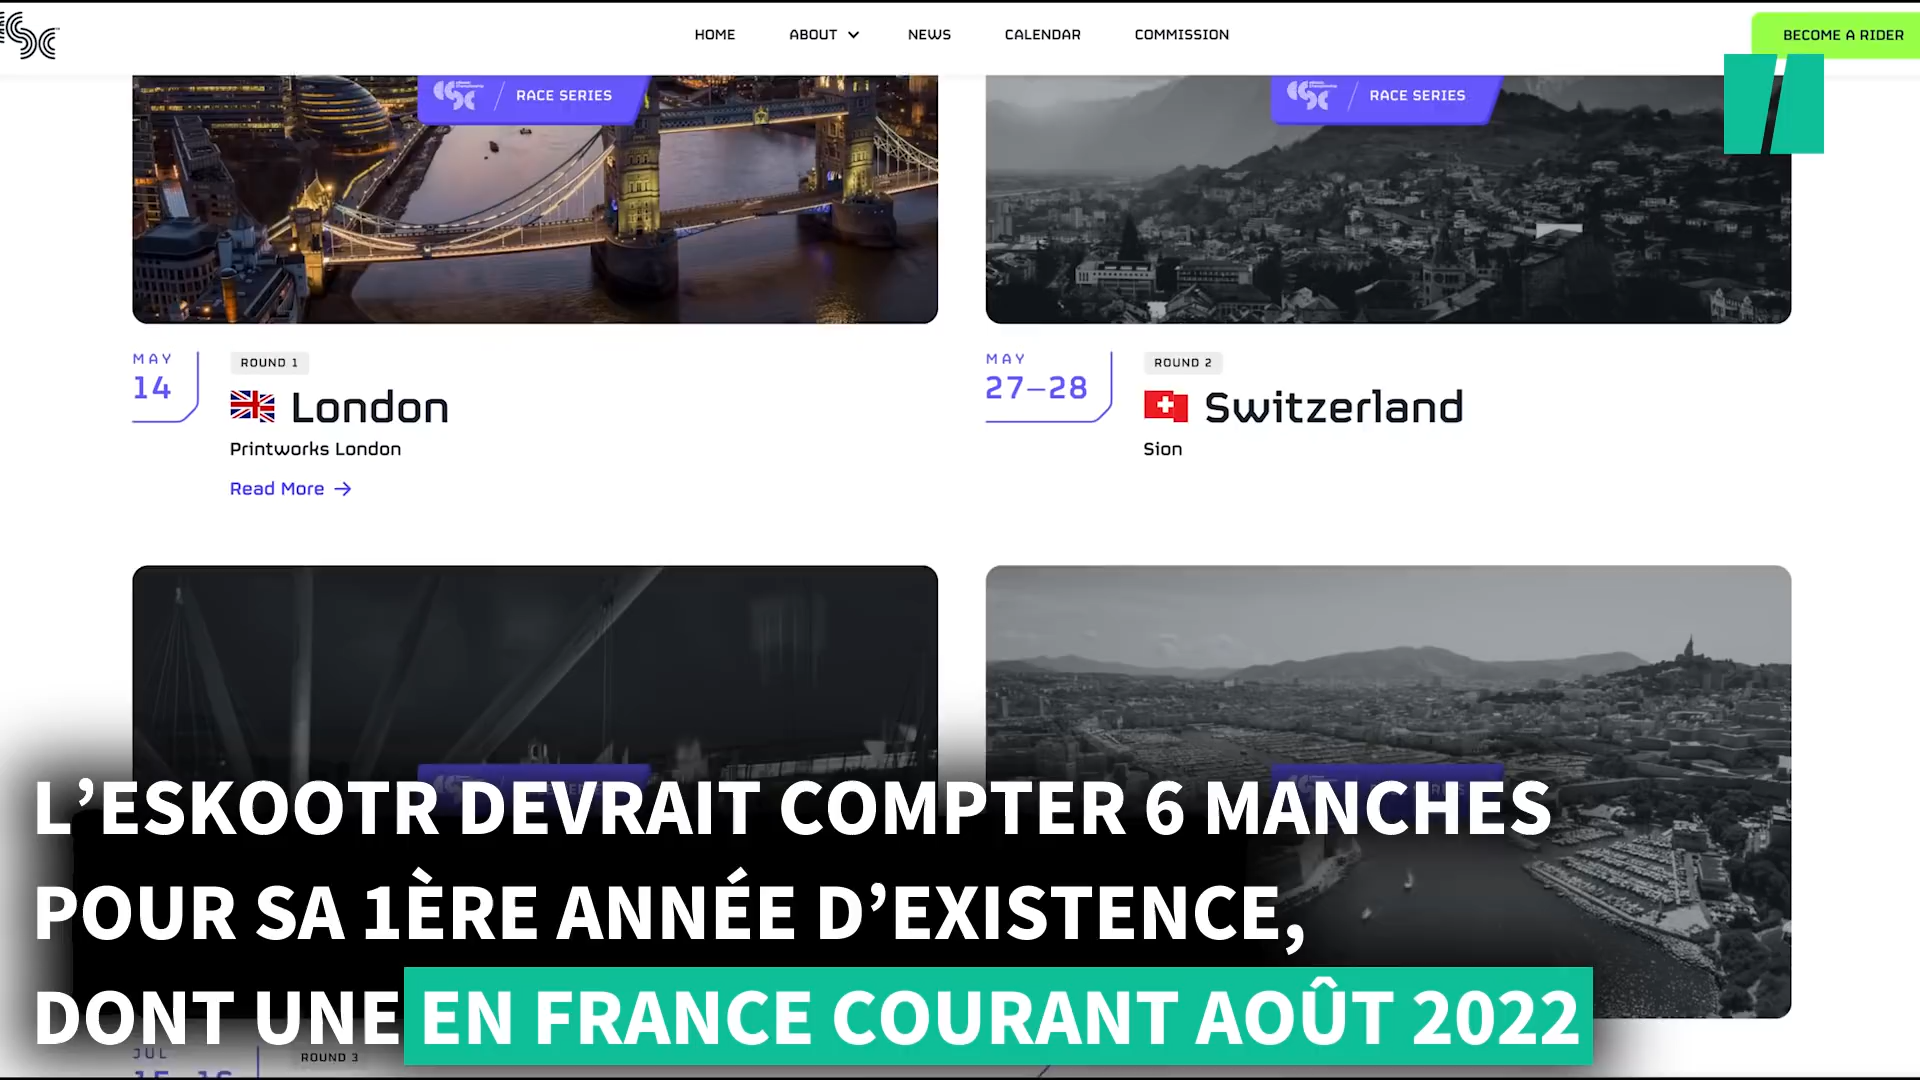 HOME
ABOUT
NEWS
CALENDAR
COMMISSION
BECOME A RIDER
RACE SERIES
RACE SERIES
MAY
14
ROUND 1
London
Printworks London
Read More →
MAY
27–28
ROUND 2
Switzerland
Sion
L’ESKOOTR DEVRAIT COMPTER 6 MANCHES
POUR SA 1ÈRE ANNÉE D’EXISTENCE,
DONT UNE EN FRANCE COURANT AOÛT 2022
JUL
ROUND 3